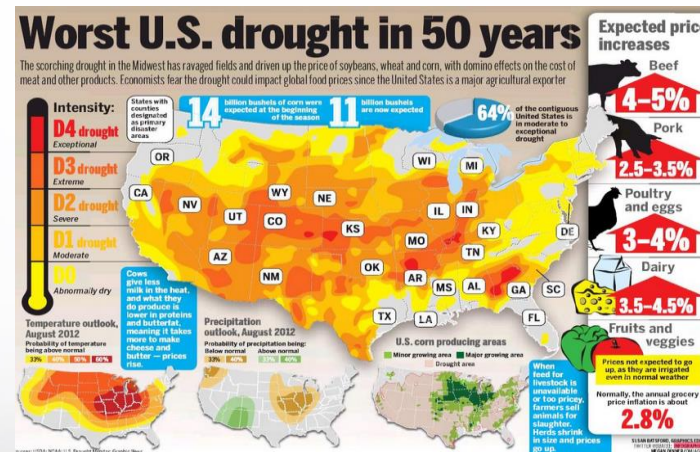 Worst U.S. drought in 50 years
The scorching drought in the Midwest has ravaged fields and driven up the price of soybeans, wheat and corn, with domino effects on the cost of
meat and other products. Economists fear the drought could impact global food prices since the United States is a major agricultural exporter
Intensity:
D4 drought
Exceptional
D3 drought
Extreme
D2 drought
Severe
D1 drought
Moderate
D0
Abnormally dry
States with
counties
designated
as primary
disaster
areas
14
billion bushels of corn were
expected at the beginning
of the season
11
billion bushels
are now expected
64%
of the contiguous
United States is
in moderate to
exceptional
drought
OR
CA
NV
WY
NE
UT
CO
KS
AZ
NM
OK
TX
WI
MI
IL
IN
MO
KY
TN
AR
MS
AL
GA
SC
LA
FL
DE
Cows
give less
milk in the heat,
and what they
do produce is
lower in proteins
and butterfat,
meaning it takes
more to make
cheese and
butter — prices
rise.
Temperature outlook,
August 2012
Probability of temperature
being above normal
33% 40% 50% 60%
Precipitation
outlook, August 2012
Probability of precipitation being:
Below normal Above normal
33% 40% 33% 40%
U.S. corn producing areas
Minor growing area Major growing area
Drought area
When
feed for
livestock is
unavailable
or too pricey,
farmers sell
animals for
slaughter.
Herds shrink
in size and prices
go up.
Expected pric
increases
Beef
4–5%
Pork
2.5–3.5%
Poultry
and eggs
3–4%
Dairy
3.5–4.5%
Fruits and
veggies
Prices not expected to go
up, as they are irrigated
even in normal weather
Normally, the annual grocery
price inflation is about
2.8%